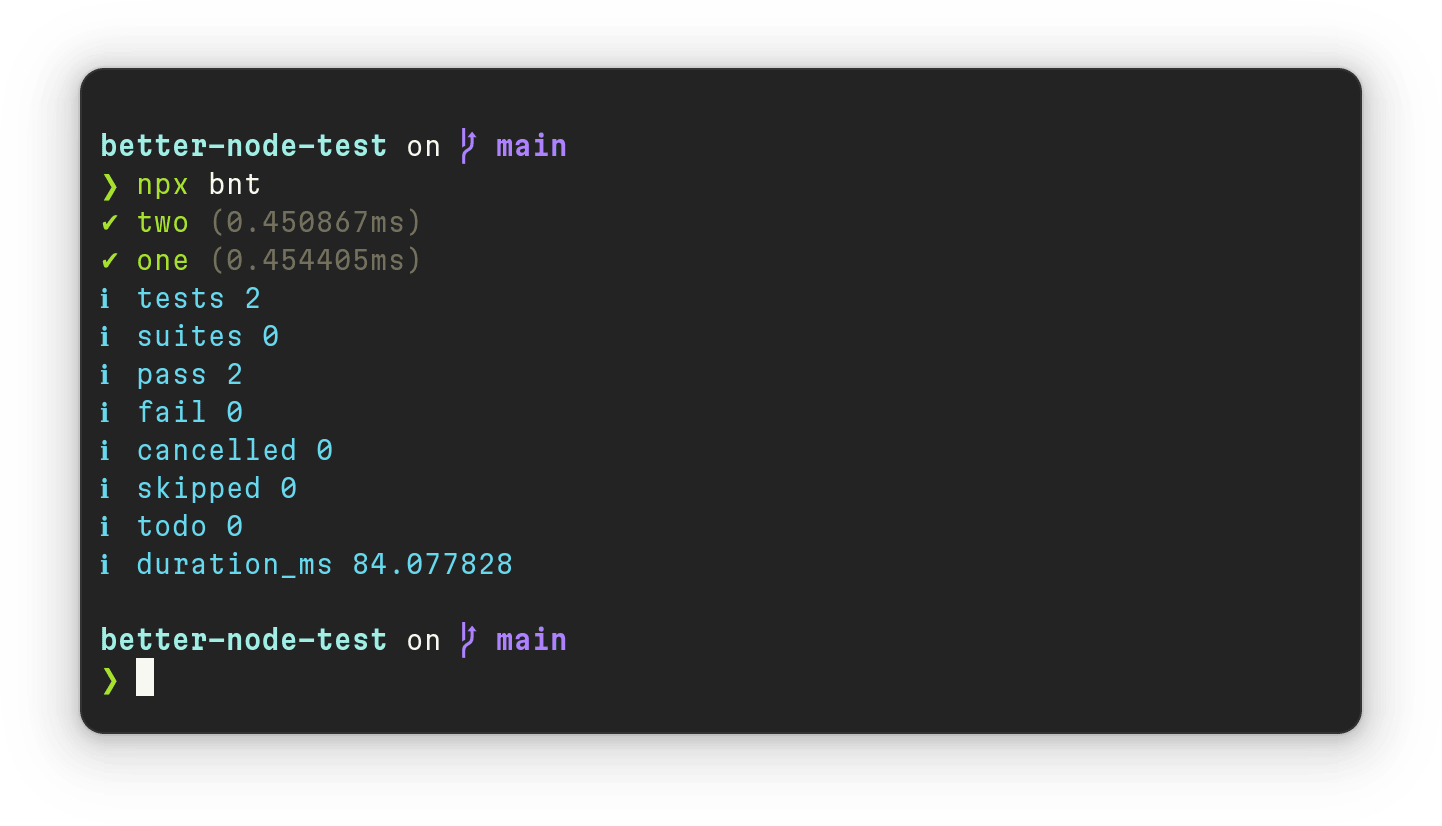 better-node-test on main
❯ npx bnt
✔ two (0.450867ms)
✔ one (0.454405ms)
ℹ tests 2
ℹ suites 0
ℹ pass 2
ℹ fail 0
ℹ cancelled 0
ℹ skipped 0
ℹ todo 0
ℹ duration_ms 84.077828
better-node-test on main
❯